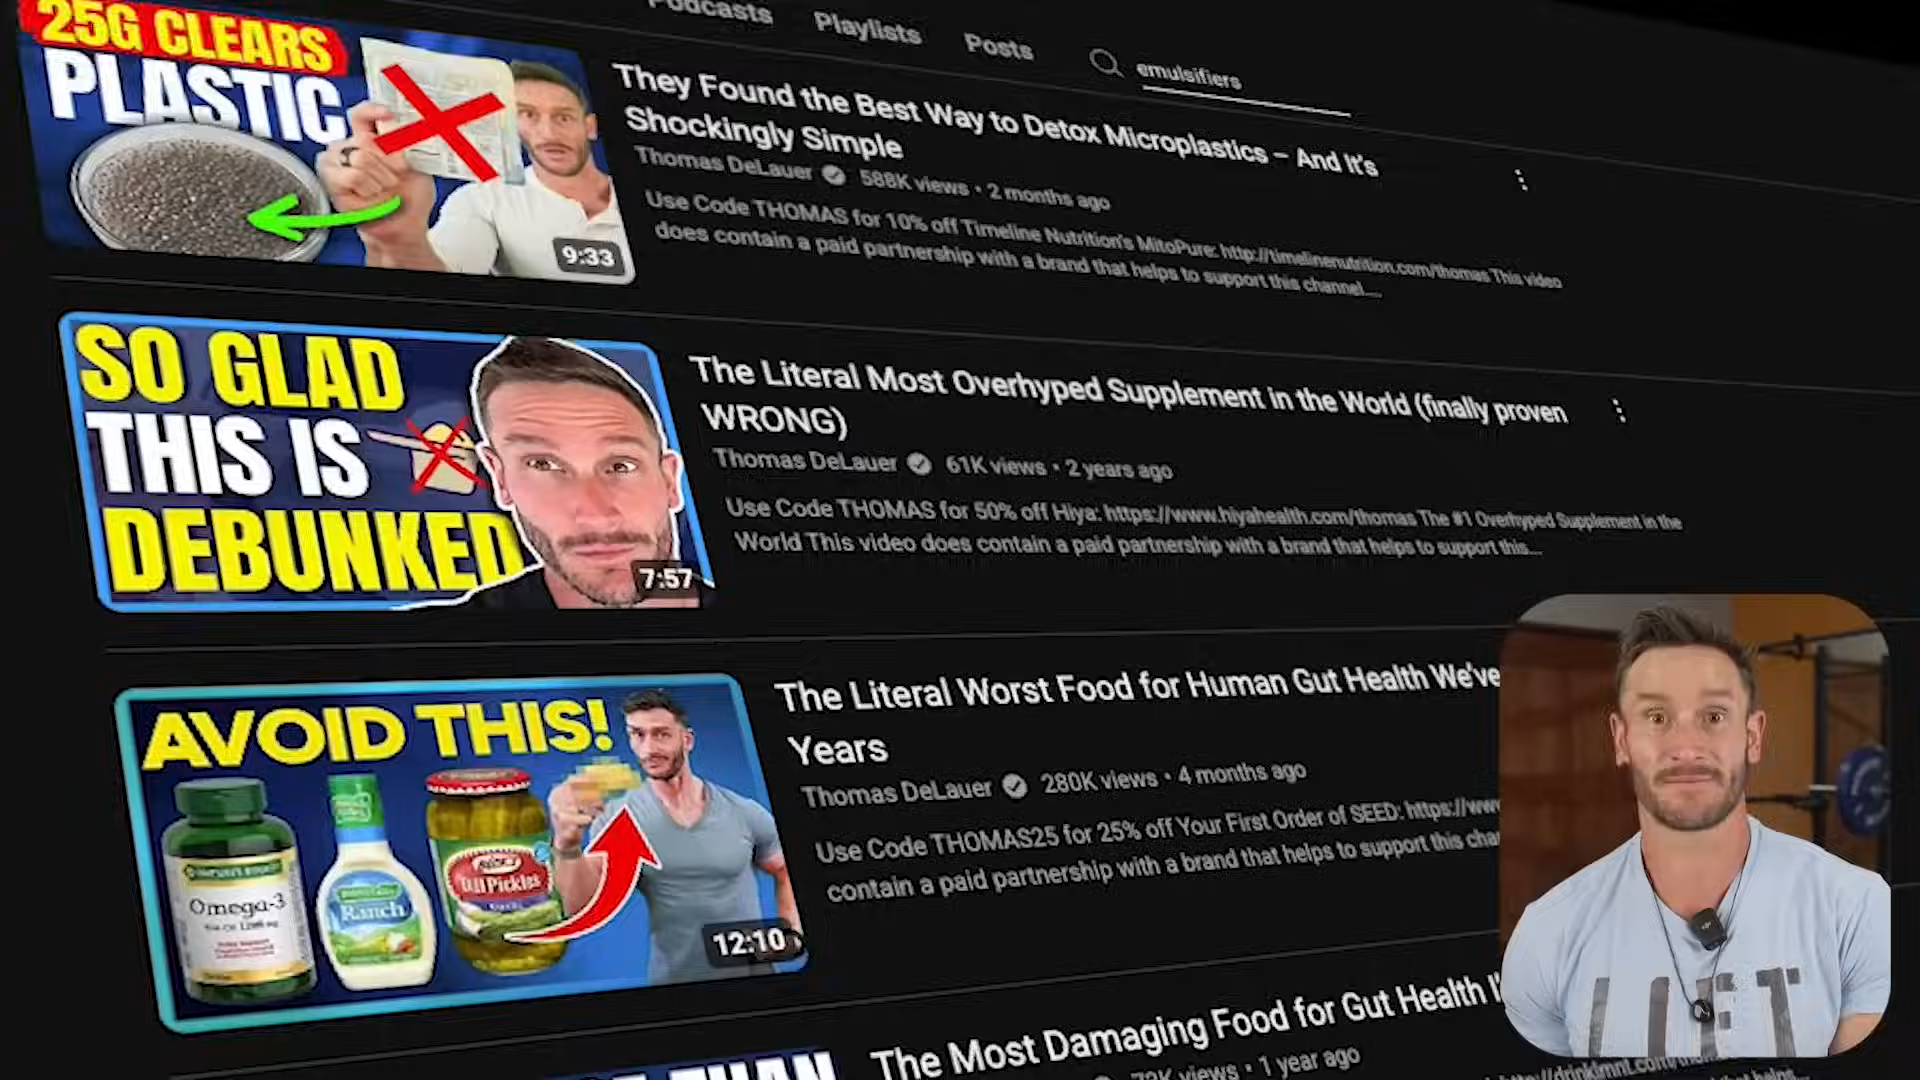 Podcasts Playlists Posts emulsifiers
25G CLEARS
PLASTIC
9:33
They Found the Best Way to Detox Microplastics – And It's
Shockingly Simple
Thomas DeLauer 588K views • 2 months ago
Use Code THOMAS for 10% off Timeline Nutrition's MitoPure: http://timelinenutrition.com/thomas This video
does contain a paid partnership with a brand that helps to support this channel....
SO GLAD
THIS IS
DEBUNKED
7:57
The Literal Most Overhyped Supplement in the World (finally proven
WRONG)
Thomas DeLauer 61K views • 2 years ago
Use Code THOMAS for 50% off Hiya: https://www.hiyahealth.com/thomas The #1 Overhyped Supplement in the
World This video does contain a paid partnership with a brand that helps to support this...
AVOID THIS!
Omega-3
Ranch
Dill Pickles
12:10
The Literal Worst Food for Human Gut Health We've
Years
Thomas DeLauer 280K views • 4 months ago
Use Code THOMAS25 for 25% off Your First Order of SEED: https://www
contain a paid partnership with a brand that helps to support this cha
The Most Damaging Food for Gut Health
views • 1 year ago
THAN